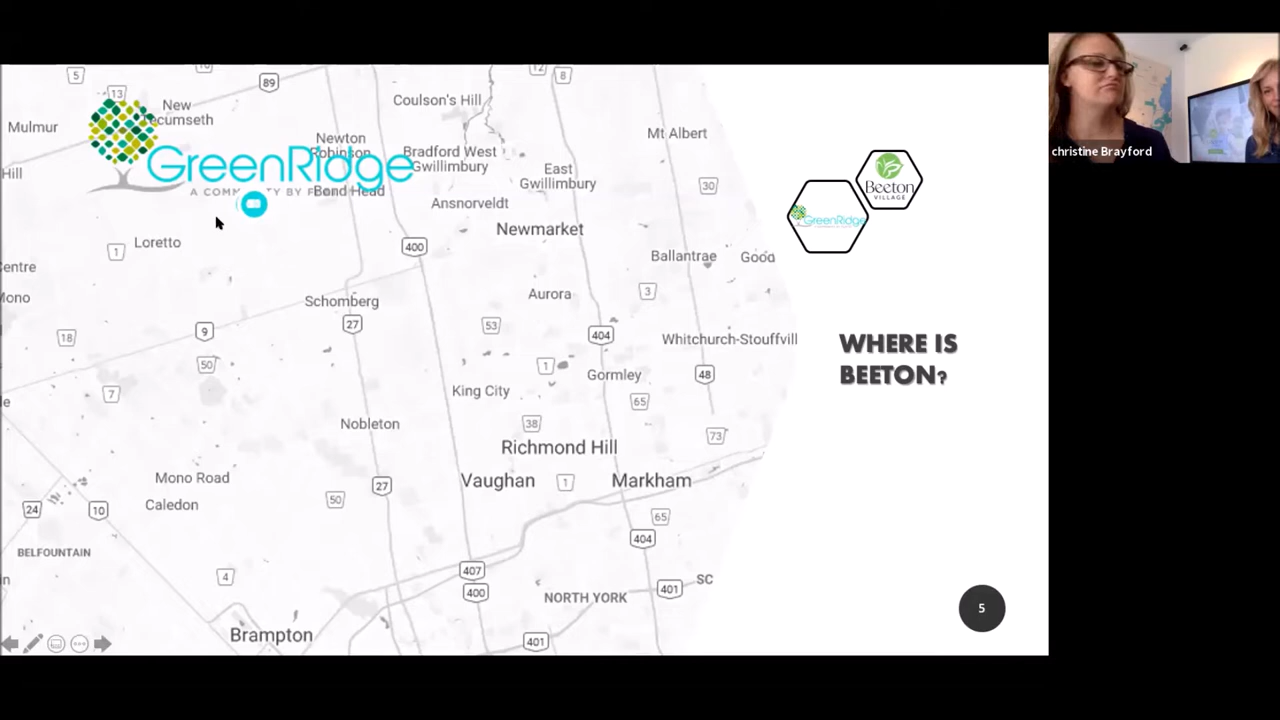 5
13
89
12
8
New
Tecumseth
Coulson's Hill
Mulmur
Mt Albert
Newton
Robinson
Bradford West
Gwillimbury
GreenRidge
A COMMUNITY BY
Bond Head
East
Gwillimbury
30
Hill
Ansnorveldt
Newmarket
Beeton
VILLAGE
GreenRidge
1
Loretto
400
Ballantrae
Good
entre
Mono
Schomberg
Aurora
3
27
53
404
18
9
50
Whitchurch-Stouffvill
WHERE IS
BEETON?
1
Gormley
48
7
King City
65
38
Nobleton
73
Richmond Hill
Mono Road
Vaughan
1
Markham
27
50
Caledon
24
10
65
404
BELFOUNTAIN
407
4
400
NORTH YORK
401
SC
5
Brampton
401
christine Brayford